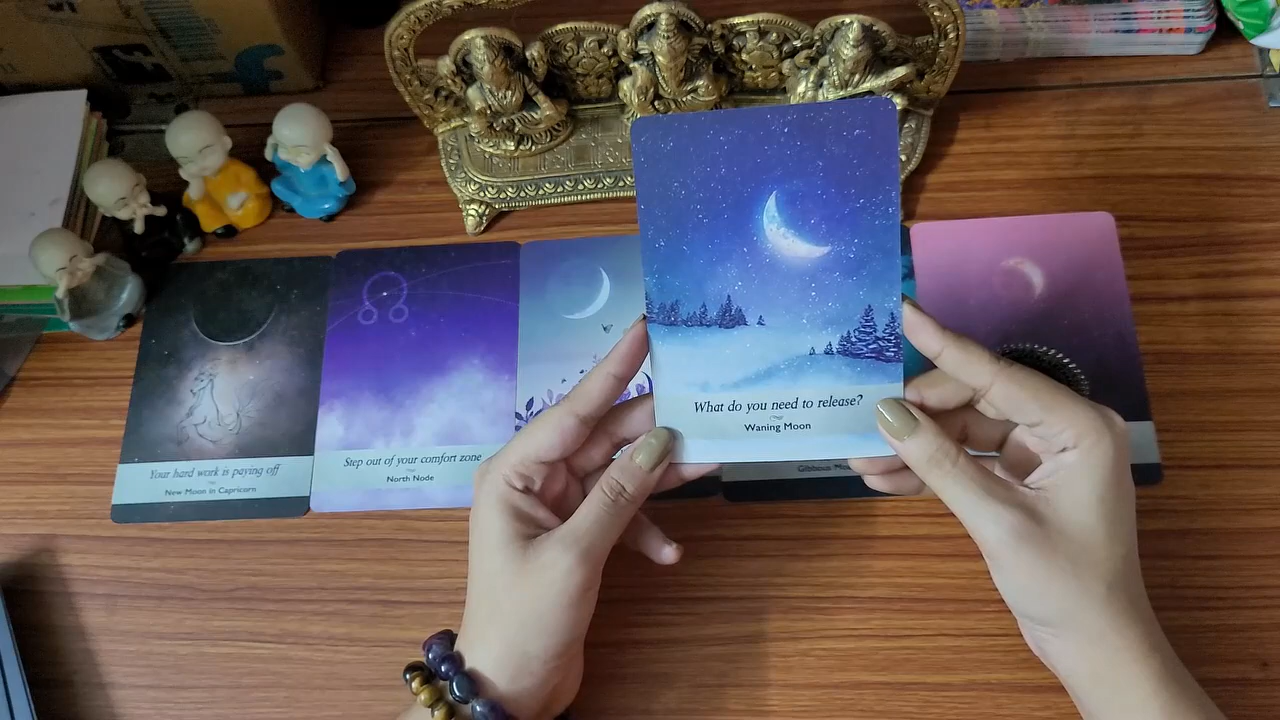 Your hard work is paying off
New Moon in Capricorn
Step out of your comfort zone
North Node
What do you need to release?
Waning Moon
Gibbous